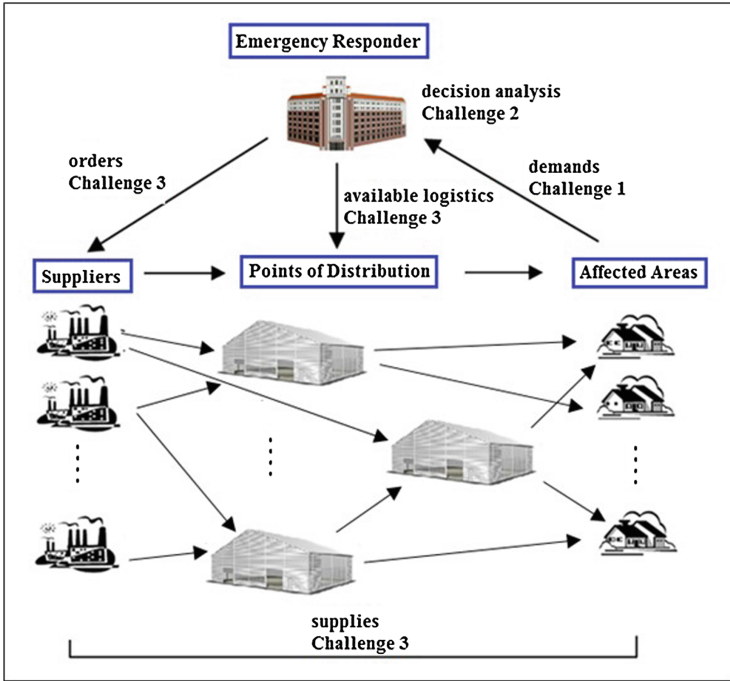 Emergency Responder
decision analysis
Challenge 2
orders
Challenge 3
available logistics
Challenge 3
demands
Challenge 1
Suppliers
Points of Distribution
Affected Areas
supplies
Challenge 3